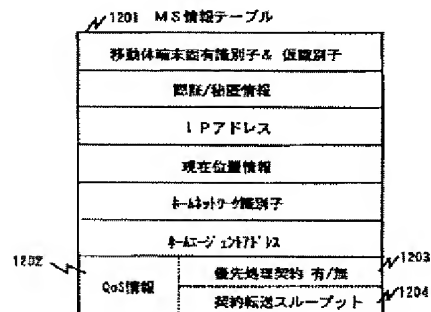 1201 MS情報テーブル
移動体端末固有識別子& 仮識別子
認証/秘匿情報
IPアドレス
現在位置情報
ホームネットワーク識別子
ホームエージェントアドレス
1202
QoS情報
優先処理契約 有/無
1203
契約転送スループット
1204